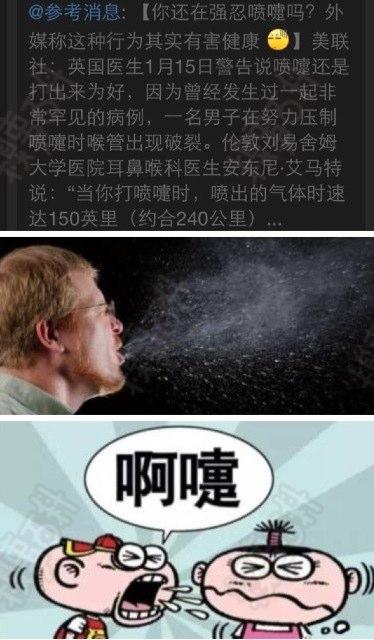 @参考消息:【你还在强忍喷嚏吗？外
媒称这种行为其实有害健康 】美联
社：英国医生1月15日警告说喷嚏还是
打出来为好，因为曾经发生过一起非
常罕见的病例，一名男子在努力压制
喷嚏时喉管出现破裂。伦敦刘易舍姆
大学医院耳鼻喉科医生安东尼·艾马特
说：“当你打喷嚏时，喷出的气体时速
达150英里（约合240公里）...
啊嚏